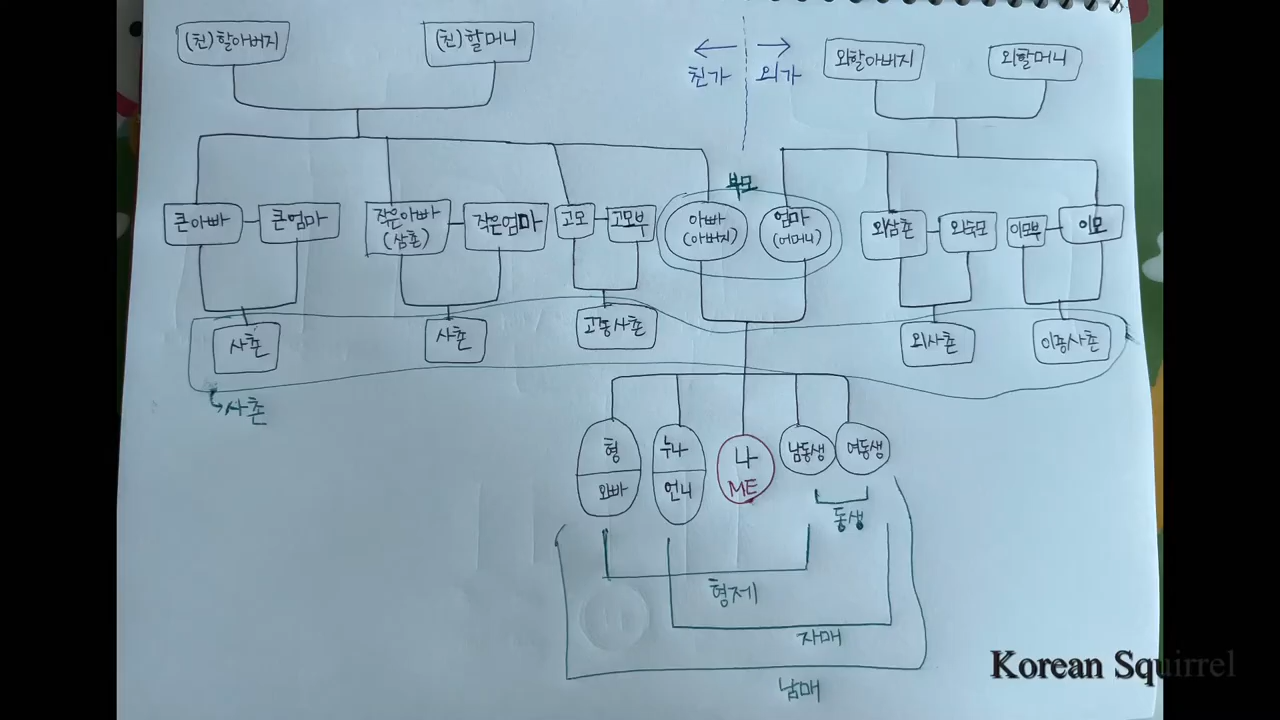 (친)할아버지
(친)할머니
친가
외가
외할아버지
외할머니
부모
큰아빠
큰엄마
작은아빠
(삼촌)
작은엄마
고모
고모부
아빠
(아버지)
엄마
(어머니)
외삼촌
외숙모
이모부
이모
사촌
사촌
고종사촌
외사촌
이종사촌
사촌
형
오빠
누나
언니
나
ME
남동생
여동생
동생
형제
자매
남매
Korean Squirrel